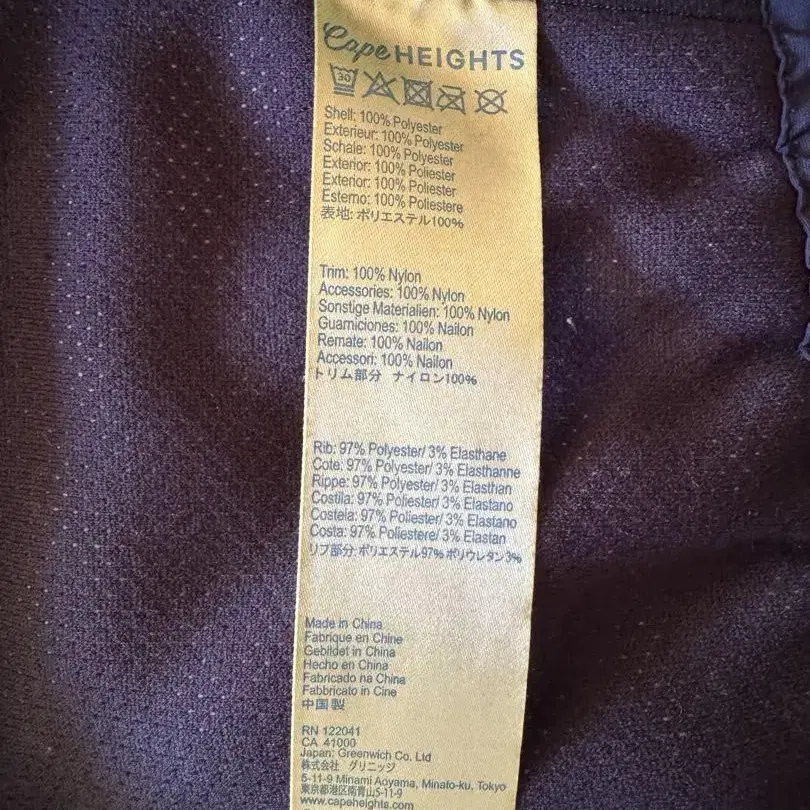 Cape HEIGHTS
30
Shell: 100% Polyester
Exterieur: 100% Polyester
Schale: 100% Polyester
Exterior: 100% Poliester
Exterior: 100% Poliester
Esterno: 100% Poliestere
表地: ポリエステル100%
Trim: 100% Nylon
Accessories: 100% Nylon
Sonstige Materialien: 100% Nylon
Guarniciones: 100% Nailon
Remate: 100% Nailon
Accessori: 100% Nailon
トリム部分 ナイロン100%
Rib: 97% Polyester/ 3% Elasthane
Cote: 97% Polyester/ 3% Elasthanne
Rippe: 97% Polyester/ 3% Elasthan
Costila: 97% Poliester/ 3% Elastano
Costela: 97% Poliester/ 3% Elastano
Costa: 97% Poliestere/ 3% Elastan
リブ部分: ポリエステル97% ポリウレタン3%
Made in China
Fabrique en Chine
Gebildet in China
Hecho en China
Fabricado na China
Fabbricato in Cine
中国製
RN 122041
CA 41000
Japan: Greenwich Co. Ltd
株式会社 グリニッジ
5-11-9 Minami Aoyama, Minato-ku, Tokyo
東京都港区南青山5-11-9
www.capeheights.com